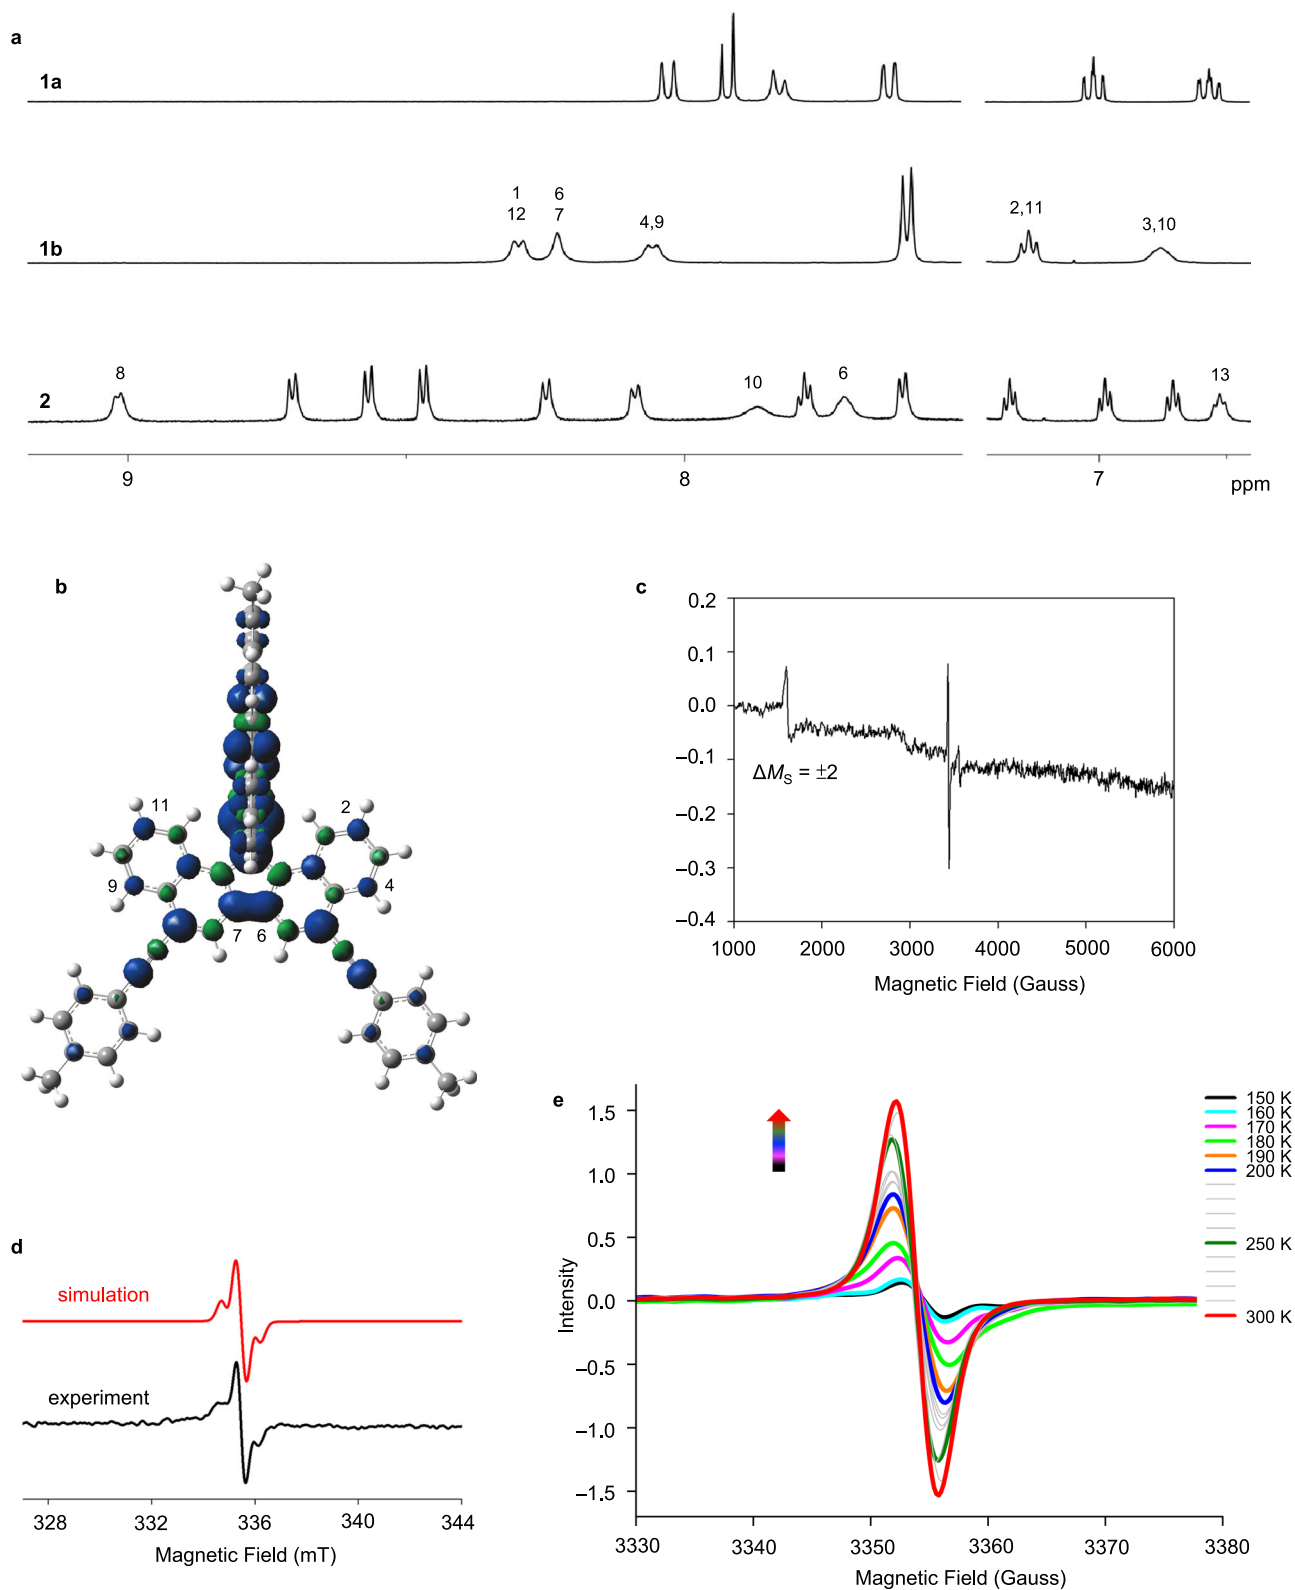 a
1a
1 6
12 7 4,9 2,11 3,10
1b
8 10 6 13
2
9 8 7 ppm
b
11 2
9 4
7 6
c
0.2
0.1
0.0
−0.1
−0.2
−0.3
−0.4
ΔMS = ±2
1000 2000 3000 4000 5000 6000
Magnetic Field (Gauss)
d
simulation
experiment
328 332 336 340 344
Magnetic Field (mT)
e
1.5
1.0
0.5
0.0
−0.5
−1.0
−1.5
Intensity
150 K
160 K
170 K
180 K
190 K
200 K
250 K
300 K
3330 3340 3350 3360 3370 3380
Magnetic Field (Gauss)